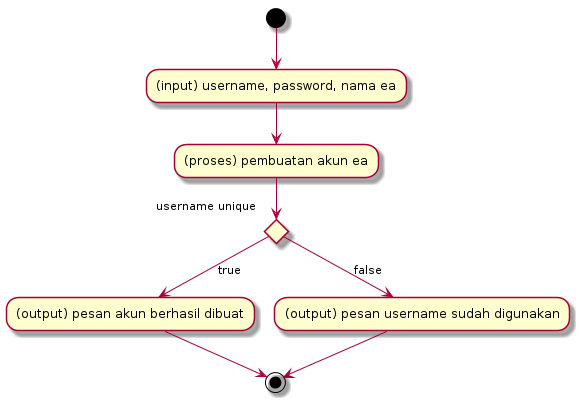 (input) username, password, nama ea
(proses) pembuatan akun ea
username unique
true
false
(output) pesan akun berhasil dibuat
(output) pesan username sudah digunakan